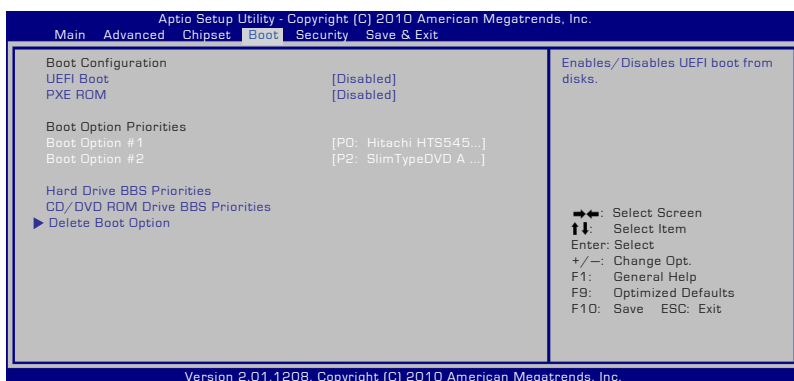 Aptio Setup Utility - Copyright (C) 2010 American Megatrends, Inc.
Main Advanced Chipset Boot Security Save & Exit
Boot Configuration
UEFI Boot [Disabled]
PXE ROM [Disabled]
Boot Option Priorities
Boot Option #1 [P0: Hitachi HTS545...]
Boot Option #2 [P2: SlimTypeDVD A ...]
Hard Drive BBS Priorities
CD/DVD ROM Drive BBS Priorities
Delete Boot Option
Enables/Disables UEFI boot from
disks.
→←: Select Screen
↑↓: Select Item
Enter: Select
+/—: Change Opt.
F1: General Help
F9: Optimized Defaults
F10: Save ESC: Exit
Version 2.01.1208. Copyright (C) 2010 American Megatrends, Inc.